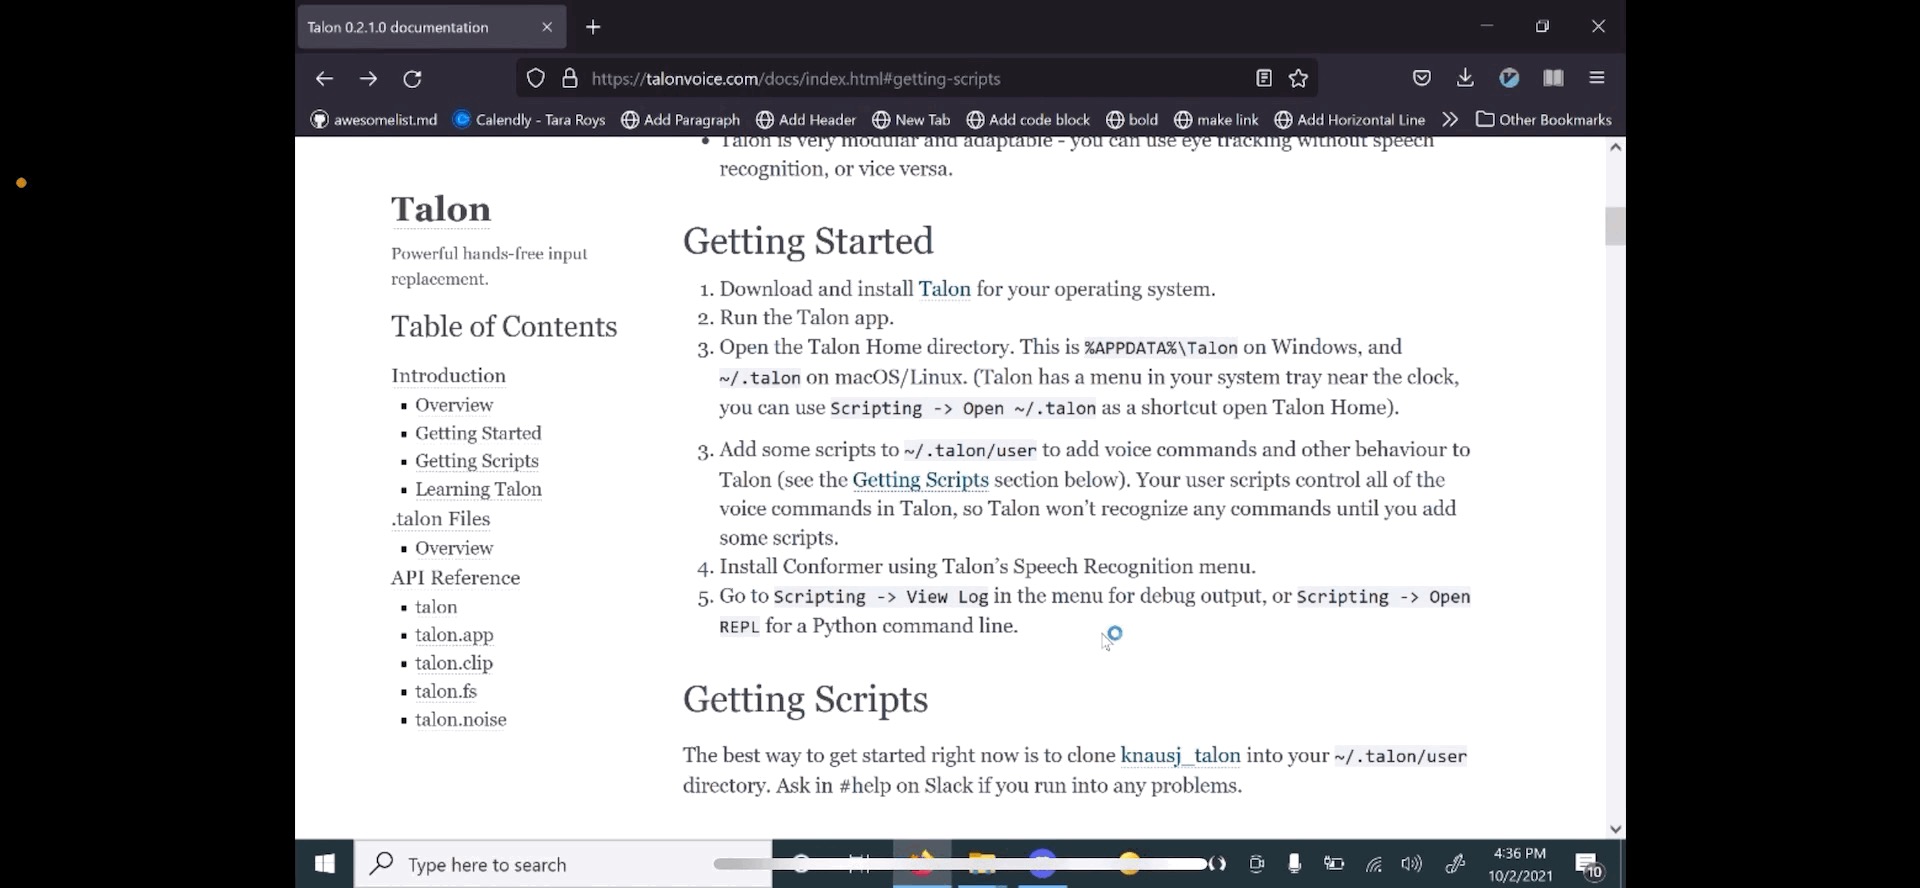 Talon 0.2.1.0 documentation
https://talonvoice.com/docs/index.html#getting-scripts
awesomelist.md Calendly - Tara Roys Add Paragraph Add Header New Tab Add code block bold make link Add Horizontal Line Other Bookmarks
Talon
Powerful hands-free input
replacement.
Table of Contents
Introduction
▪ Overview
▪ Getting Started
▪ Getting Scripts
▪ Learning Talon
.talon Files
▪ Overview
API Reference
▪ talon
▪ talon.app
▪ talon.clip
▪ talon.fs
▪ talon.noise
• Talon is very modular and adaptable - you can use eye tracking without speech
recognition, or vice versa.
Getting Started
1. Download and install Talon for your operating system.
2. Run the Talon app.
3. Open the Talon Home directory. This is %APPDATA%\Talon on Windows, and
~/.talon on macOS/Linux. (Talon has a menu in your system tray near the clock,
you can use Scripting -> Open ~/.talon as a shortcut open Talon Home).
3. Add some scripts to ~/.talon/user to add voice commands and other behaviour to
Talon (see the Getting Scripts section below). Your user scripts control all of the
voice commands in Talon, so Talon won't recognize any commands until you add
some scripts.
4. Install Conformer using Talon's Speech Recognition menu.
5. Go to Scripting -> View Log in the menu for debug output, or Scripting -> Open
REPL for a Python command line.
Getting Scripts
The best way to get started right now is to clone knausj_talon into your ~/.talon/user
directory. Ask in #help on Slack if you run into any problems.
Type here to search
4:36 PM
10/2/2021
10